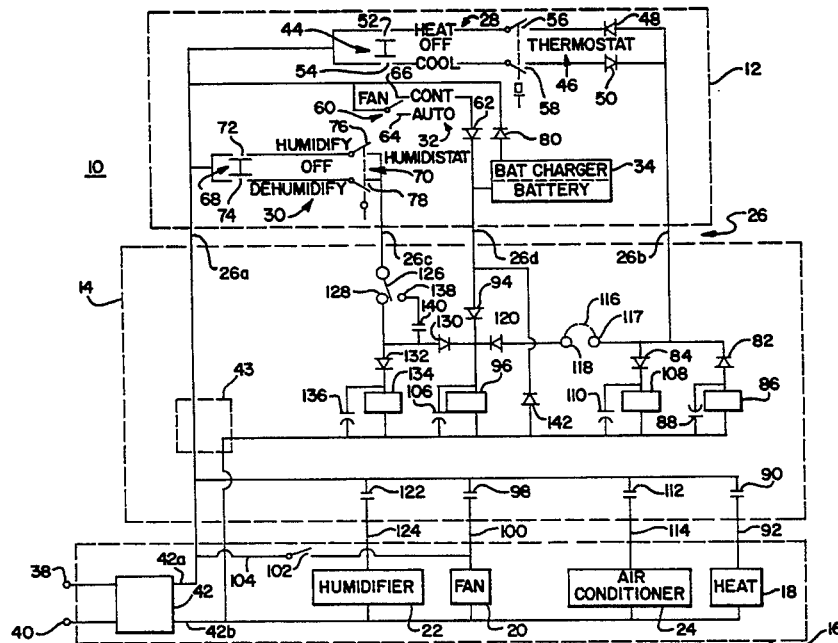 52 HEAT 28 56 48
44 OFF THERMOSTAT
54 COOL 66 46 50 12
58
FAN CONT 62
60 AUTO 80
64 32
72 HUMIDIFY 76
10 OFF HUMIDISTAT BAT CHARGER 34
68 70 BATTERY
74 DEHUMIDIFY 78
30
26
26a 26c 26d 26b
14 126
128 138 94 116
140 130 120 117
118 82
132 84
43 134 96 108
136 106 110 86
142 88
122 98 112 90
124 100 114 92
38 42a 102
42 104 HUMIDIFIER FAN AIR CONDITIONER HEAT 18
40 42b 22 20 24 16